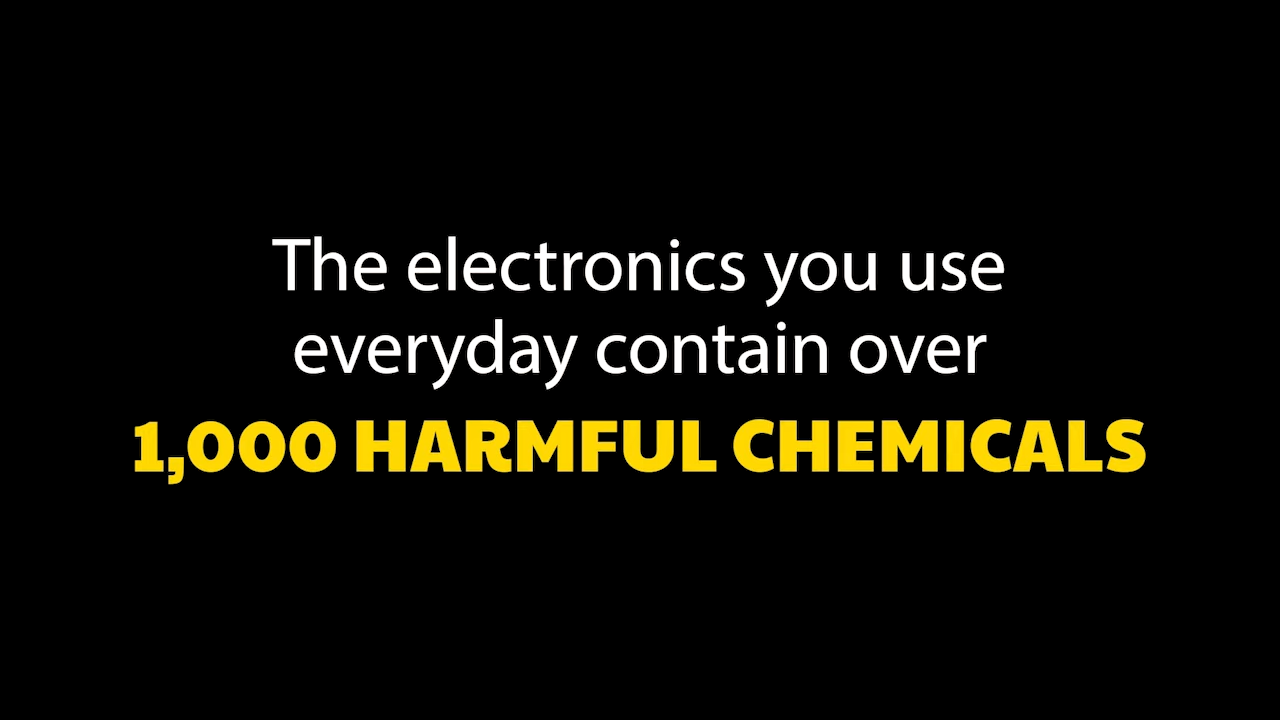 The electronics you use
everyday contain over
1,000 HARMFUL CHEMICALS